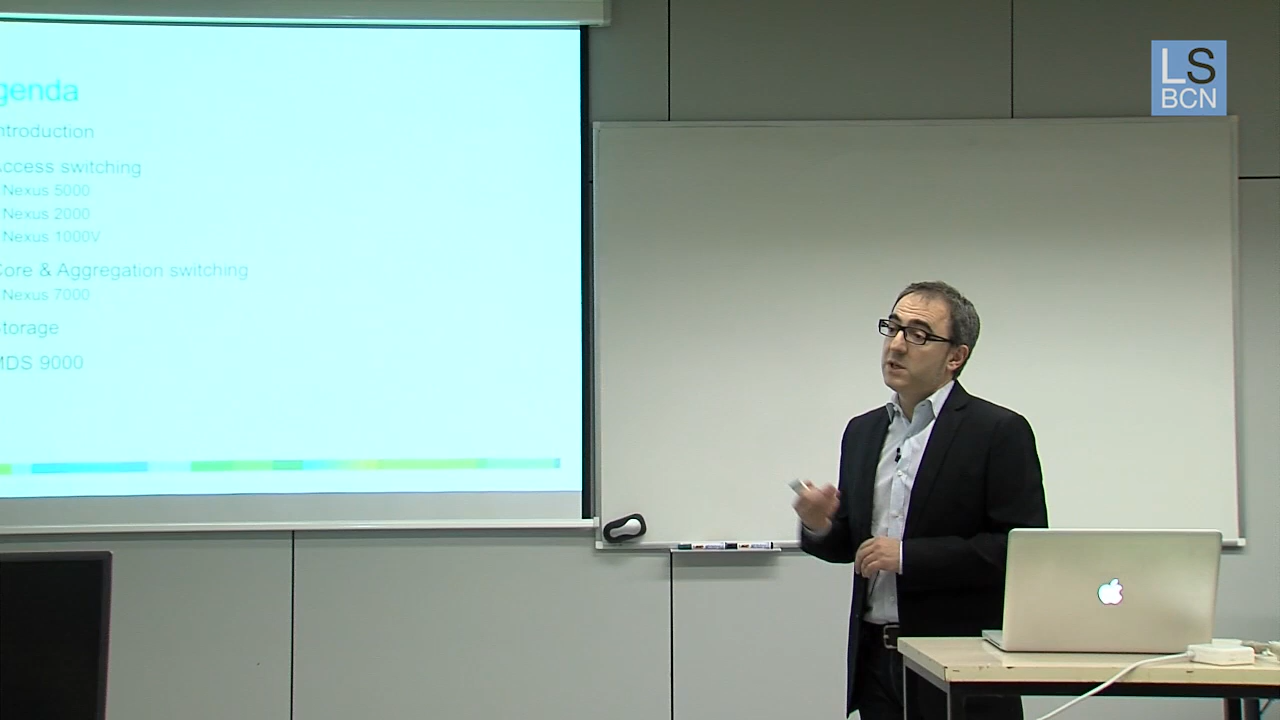 genda
ntroduction
ccess switching
Nexus 5000
Nexus 2000
Nexus 1000V
ore & Aggregation switching
Nexus 7000
torage
MDS 9000
LS
BCN